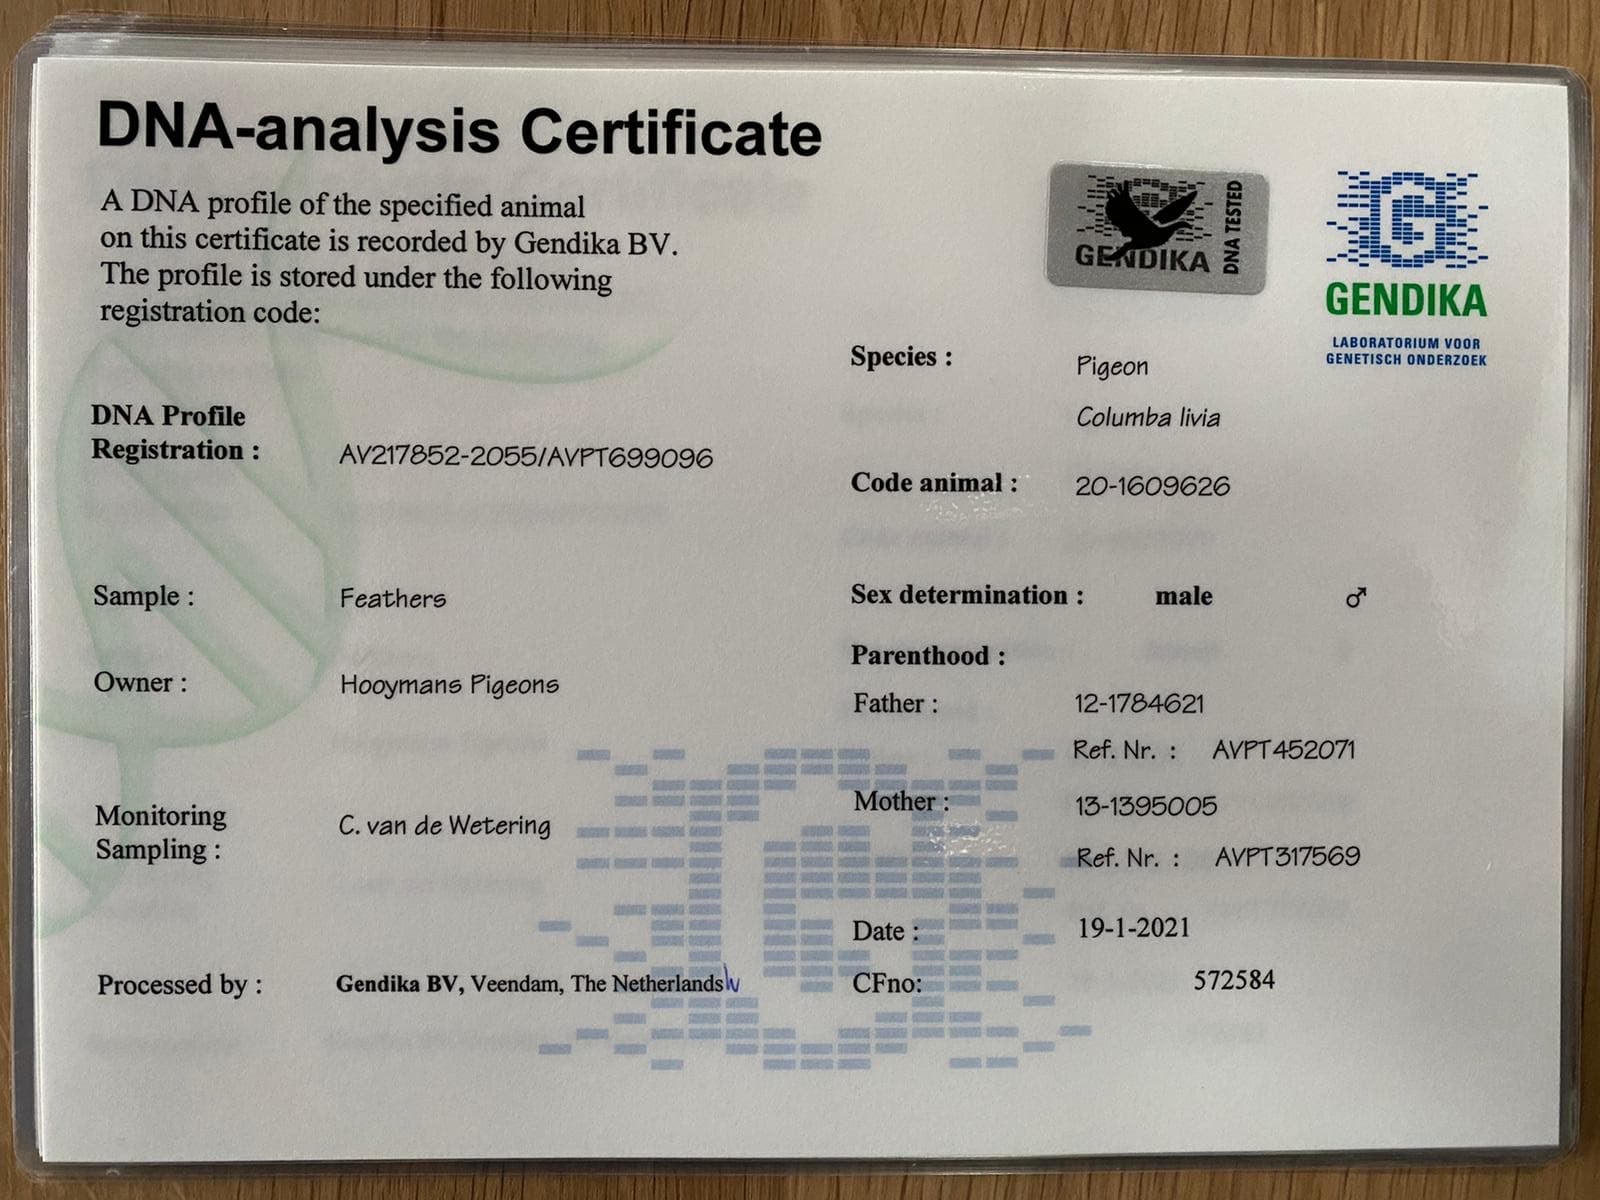 DNA-analysis Certificate
A DNA profile of the specified animal
on this certificate is recorded by Gendika BV.
The profile is stored under the following
registration code:
DNA Profile
Registration : AV217852-2055/AVPT699096
Sample : Feathers
Owner : Hooymans Pigeons
Monitoring
Sampling : C. van de Wetering
Processed by : Gendika BV, Veendam, The Netherlands
GENDIKA
DNA TESTED
GENDIKA
LABORATORIUM VOOR
GENETISCH ONDERZOEK
Species : Pigeon
Columba livia
Code animal : 20-1609626
Sex determination : male ♂
Parenthood :
Father : 12-1784621
Ref. Nr. : AVPT452071
Mother : 13-1395005
Ref. Nr. : AVPT317569
Date : 19-1-2021
CFno: 572584